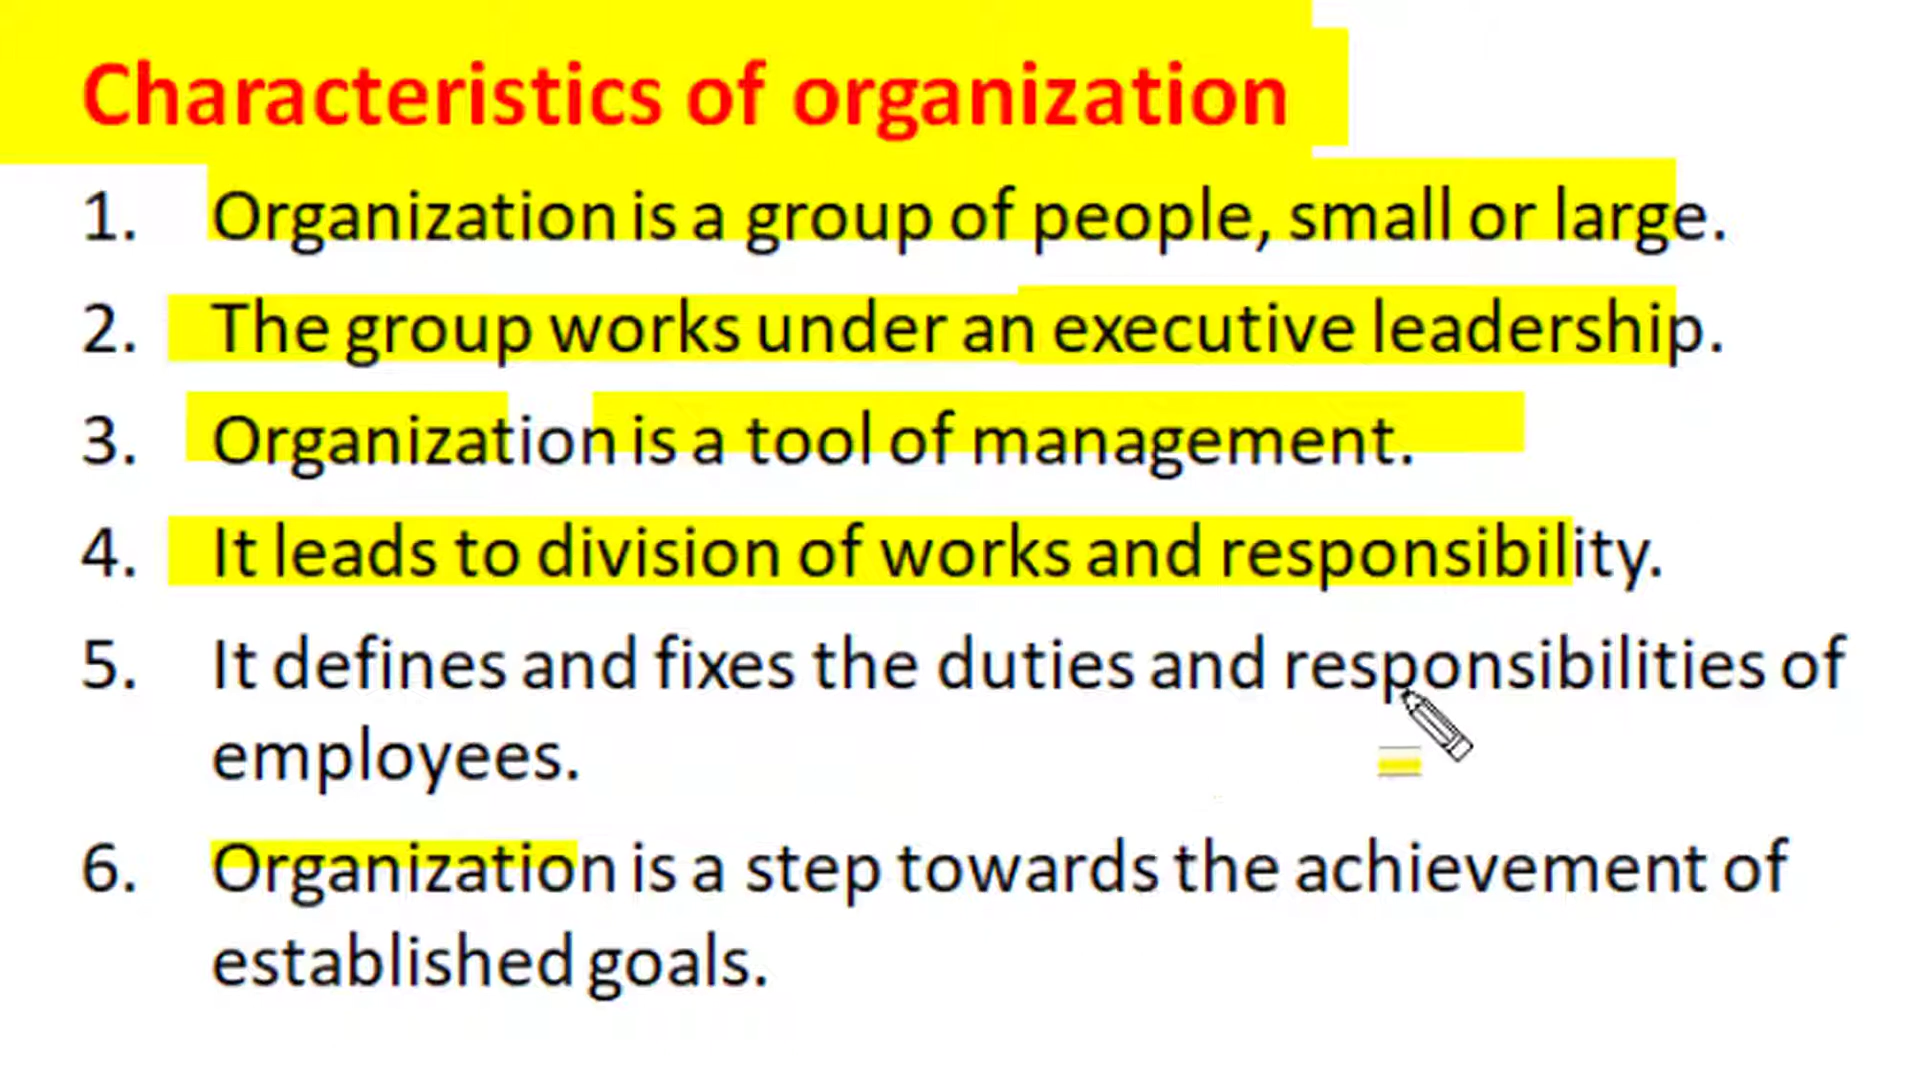 Characteristics of organization
1. Organization is a group of people, small or large.
2. The group works under an executive leadership.
3. Organization is a tool of management.
4. It leads to division of works and responsibility.
5. It defines and fixes the duties and responsibilities of
employees.
6. Organization is a step towards the achievement of
established goals.